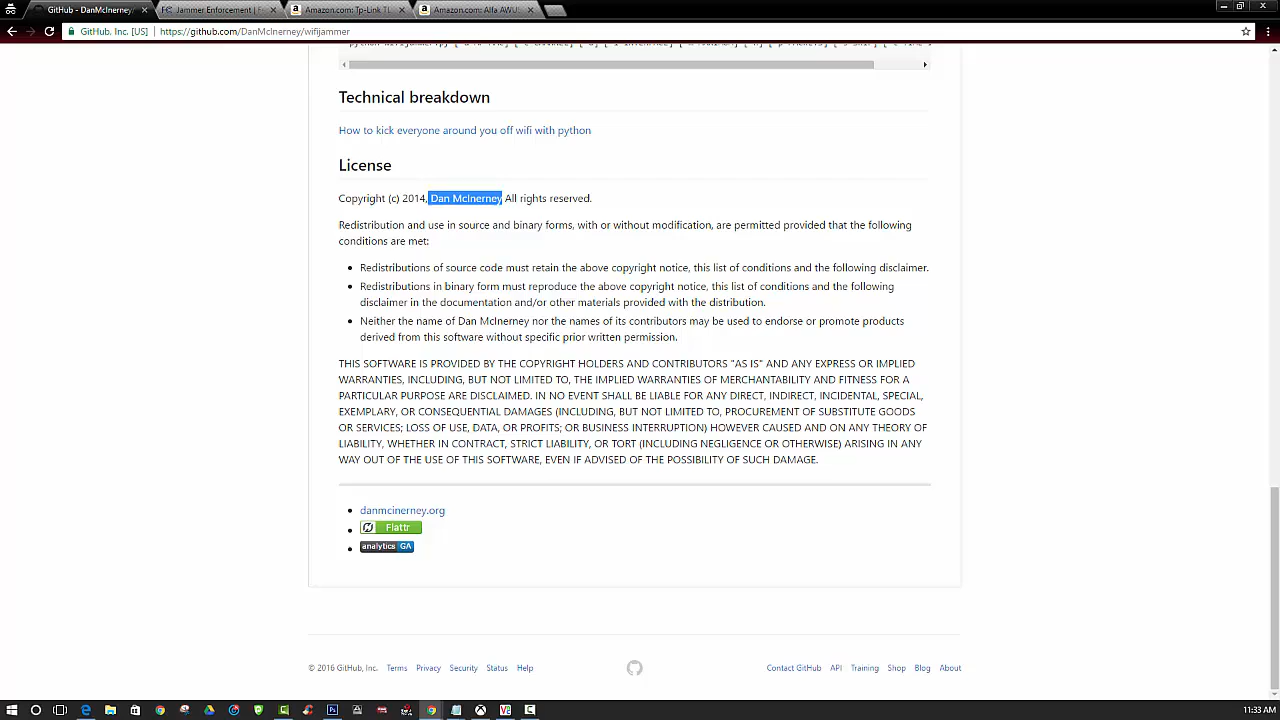 GitHub - DanMcInerney/
Jammer Enforcement | F
Amazon.com: Tp-Link TL
Amazon.com: Alfa AWUS
GitHub, Inc. [US]
https://github.com/DanMcInerney/wifijammer
Technical breakdown
How to kick everyone around you off wifi with python
License
Copyright (c) 2014, Dan McInerney All rights reserved.
Redistribution and use in source and binary forms, with or without modification, are permitted provided that the following
conditions are met:
Redistributions of source code must retain the above copyright notice, this list of conditions and the following disclaimer.
Redistributions in binary form must reproduce the above copyright notice, this list of conditions and the following
disclaimer in the documentation and/or other materials provided with the distribution.
Neither the name of Dan McInerney nor the names of its contributors may be used to endorse or promote products
derived from this software without specific prior written permission.
THIS SOFTWARE IS PROVIDED BY THE COPYRIGHT HOLDERS AND CONTRIBUTORS "AS IS" AND ANY EXPRESS OR IMPLIED
WARRANTIES, INCLUDING, BUT NOT LIMITED TO, THE IMPLIED WARRANTIES OF MERCHANTABILITY AND FITNESS FOR A
PARTICULAR PURPOSE ARE DISCLAIMED. IN NO EVENT SHALL BE LIABLE FOR ANY DIRECT, INDIRECT, INCIDENTAL, SPECIAL,
EXEMPLARY, OR CONSEQUENTIAL DAMAGES (INCLUDING, BUT NOT LIMITED TO, PROCUREMENT OF SUBSTITUTE GOODS
OR SERVICES; LOSS OF USE, DATA, OR PROFITS; OR BUSINESS INTERRUPTION) HOWEVER CAUSED AND ON ANY THEORY OF
LIABILITY, WHETHER IN CONTRACT, STRICT LIABILITY, OR TORT (INCLUDING NEGLIGENCE OR OTHERWISE) ARISING IN ANY
WAY OUT OF THE USE OF THIS SOFTWARE, EVEN IF ADVISED OF THE POSSIBILITY OF SUCH DAMAGE.
danmcinerney.org
Flattr
analytics GA
© 2016 GitHub, Inc. Terms Privacy Security Status Help
Contact GitHub API Training Shop Blog About
11:33 AM